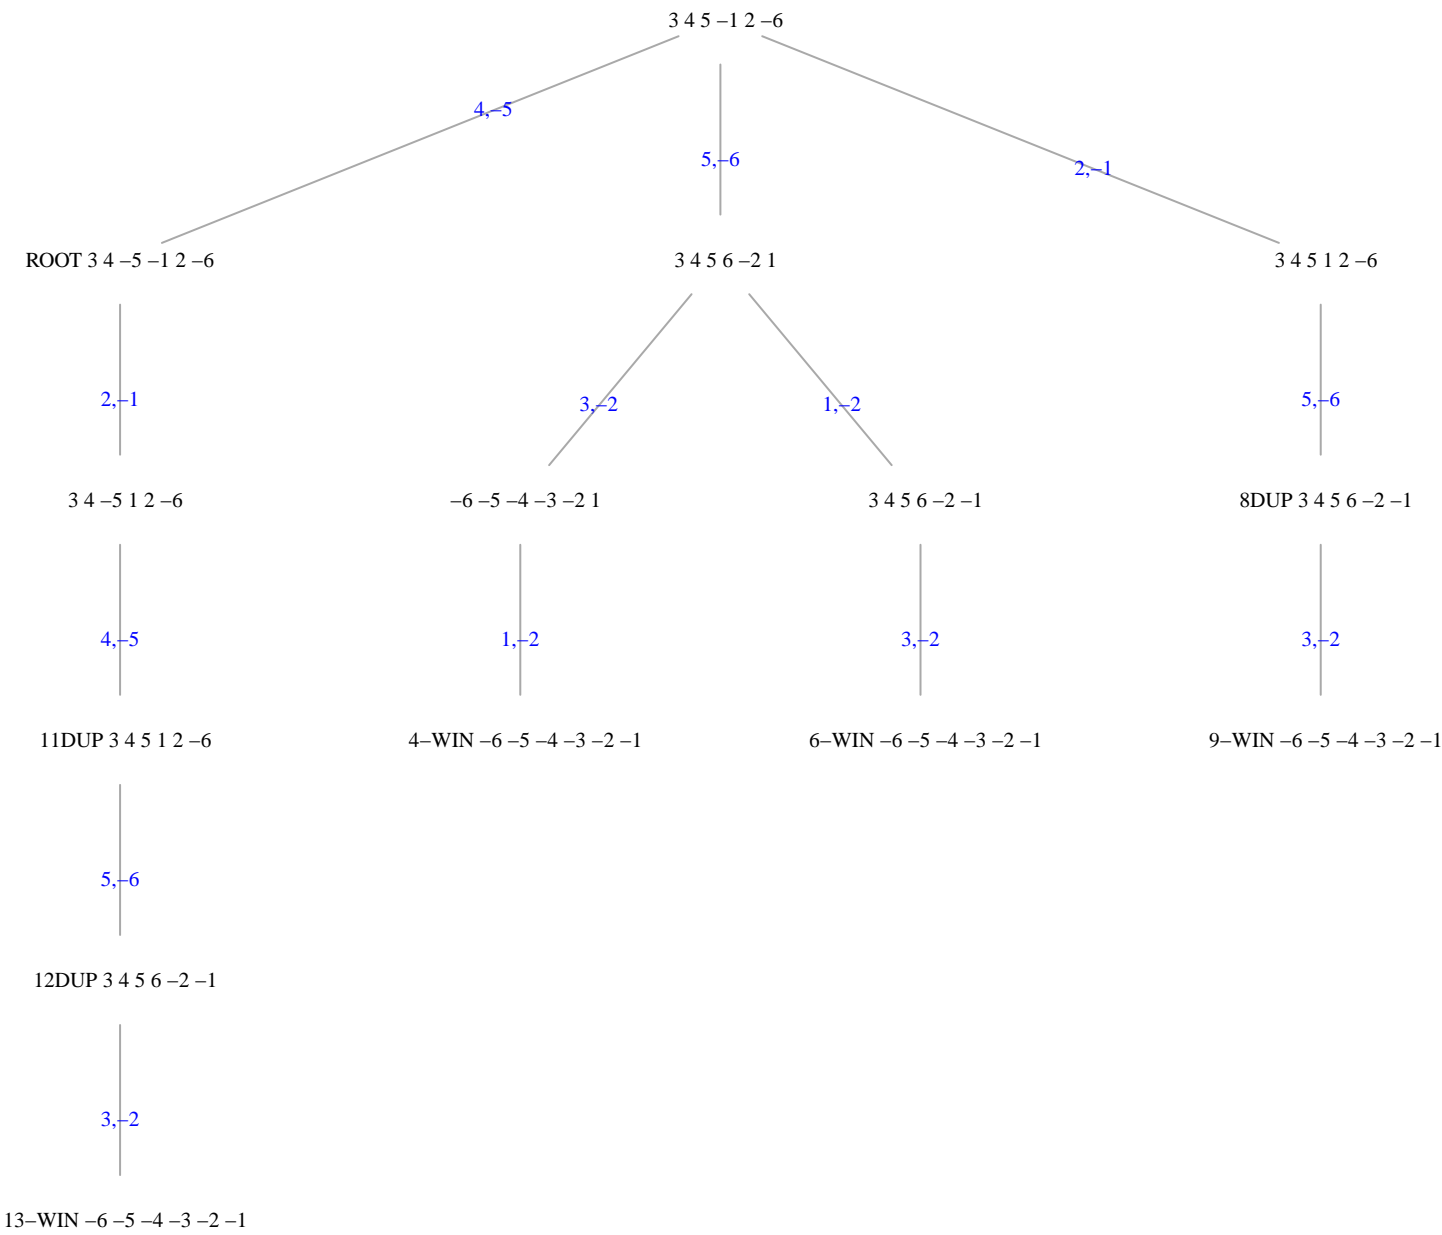 3 4 5 –1 2 –6
4,–5
5,–6
2,–1
ROOT 3 4 –5 –1 2 –6
3 4 5 6 –2 1
3 4 5 1 2 –6
2,–1
3,–2
1,–2
5,–6
3 4 –5 1 2 –6
–6 –5 –4 –3 –2 1
3 4 5 6 –2 –1
8DUP 3 4 5 6 –2 –1
4,–5
1,–2
3,–2
3,–2
11DUP 3 4 5 1 2 –6
4–WIN –6 –5 –4 –3 –2 –1
6–WIN –6 –5 –4 –3 –2 –1
9–WIN –6 –5 –4 –3 –2 –1
5,–6
12DUP 3 4 5 6 –2 –1
3,–2
13–WIN –6 –5 –4 –3 –2 –1